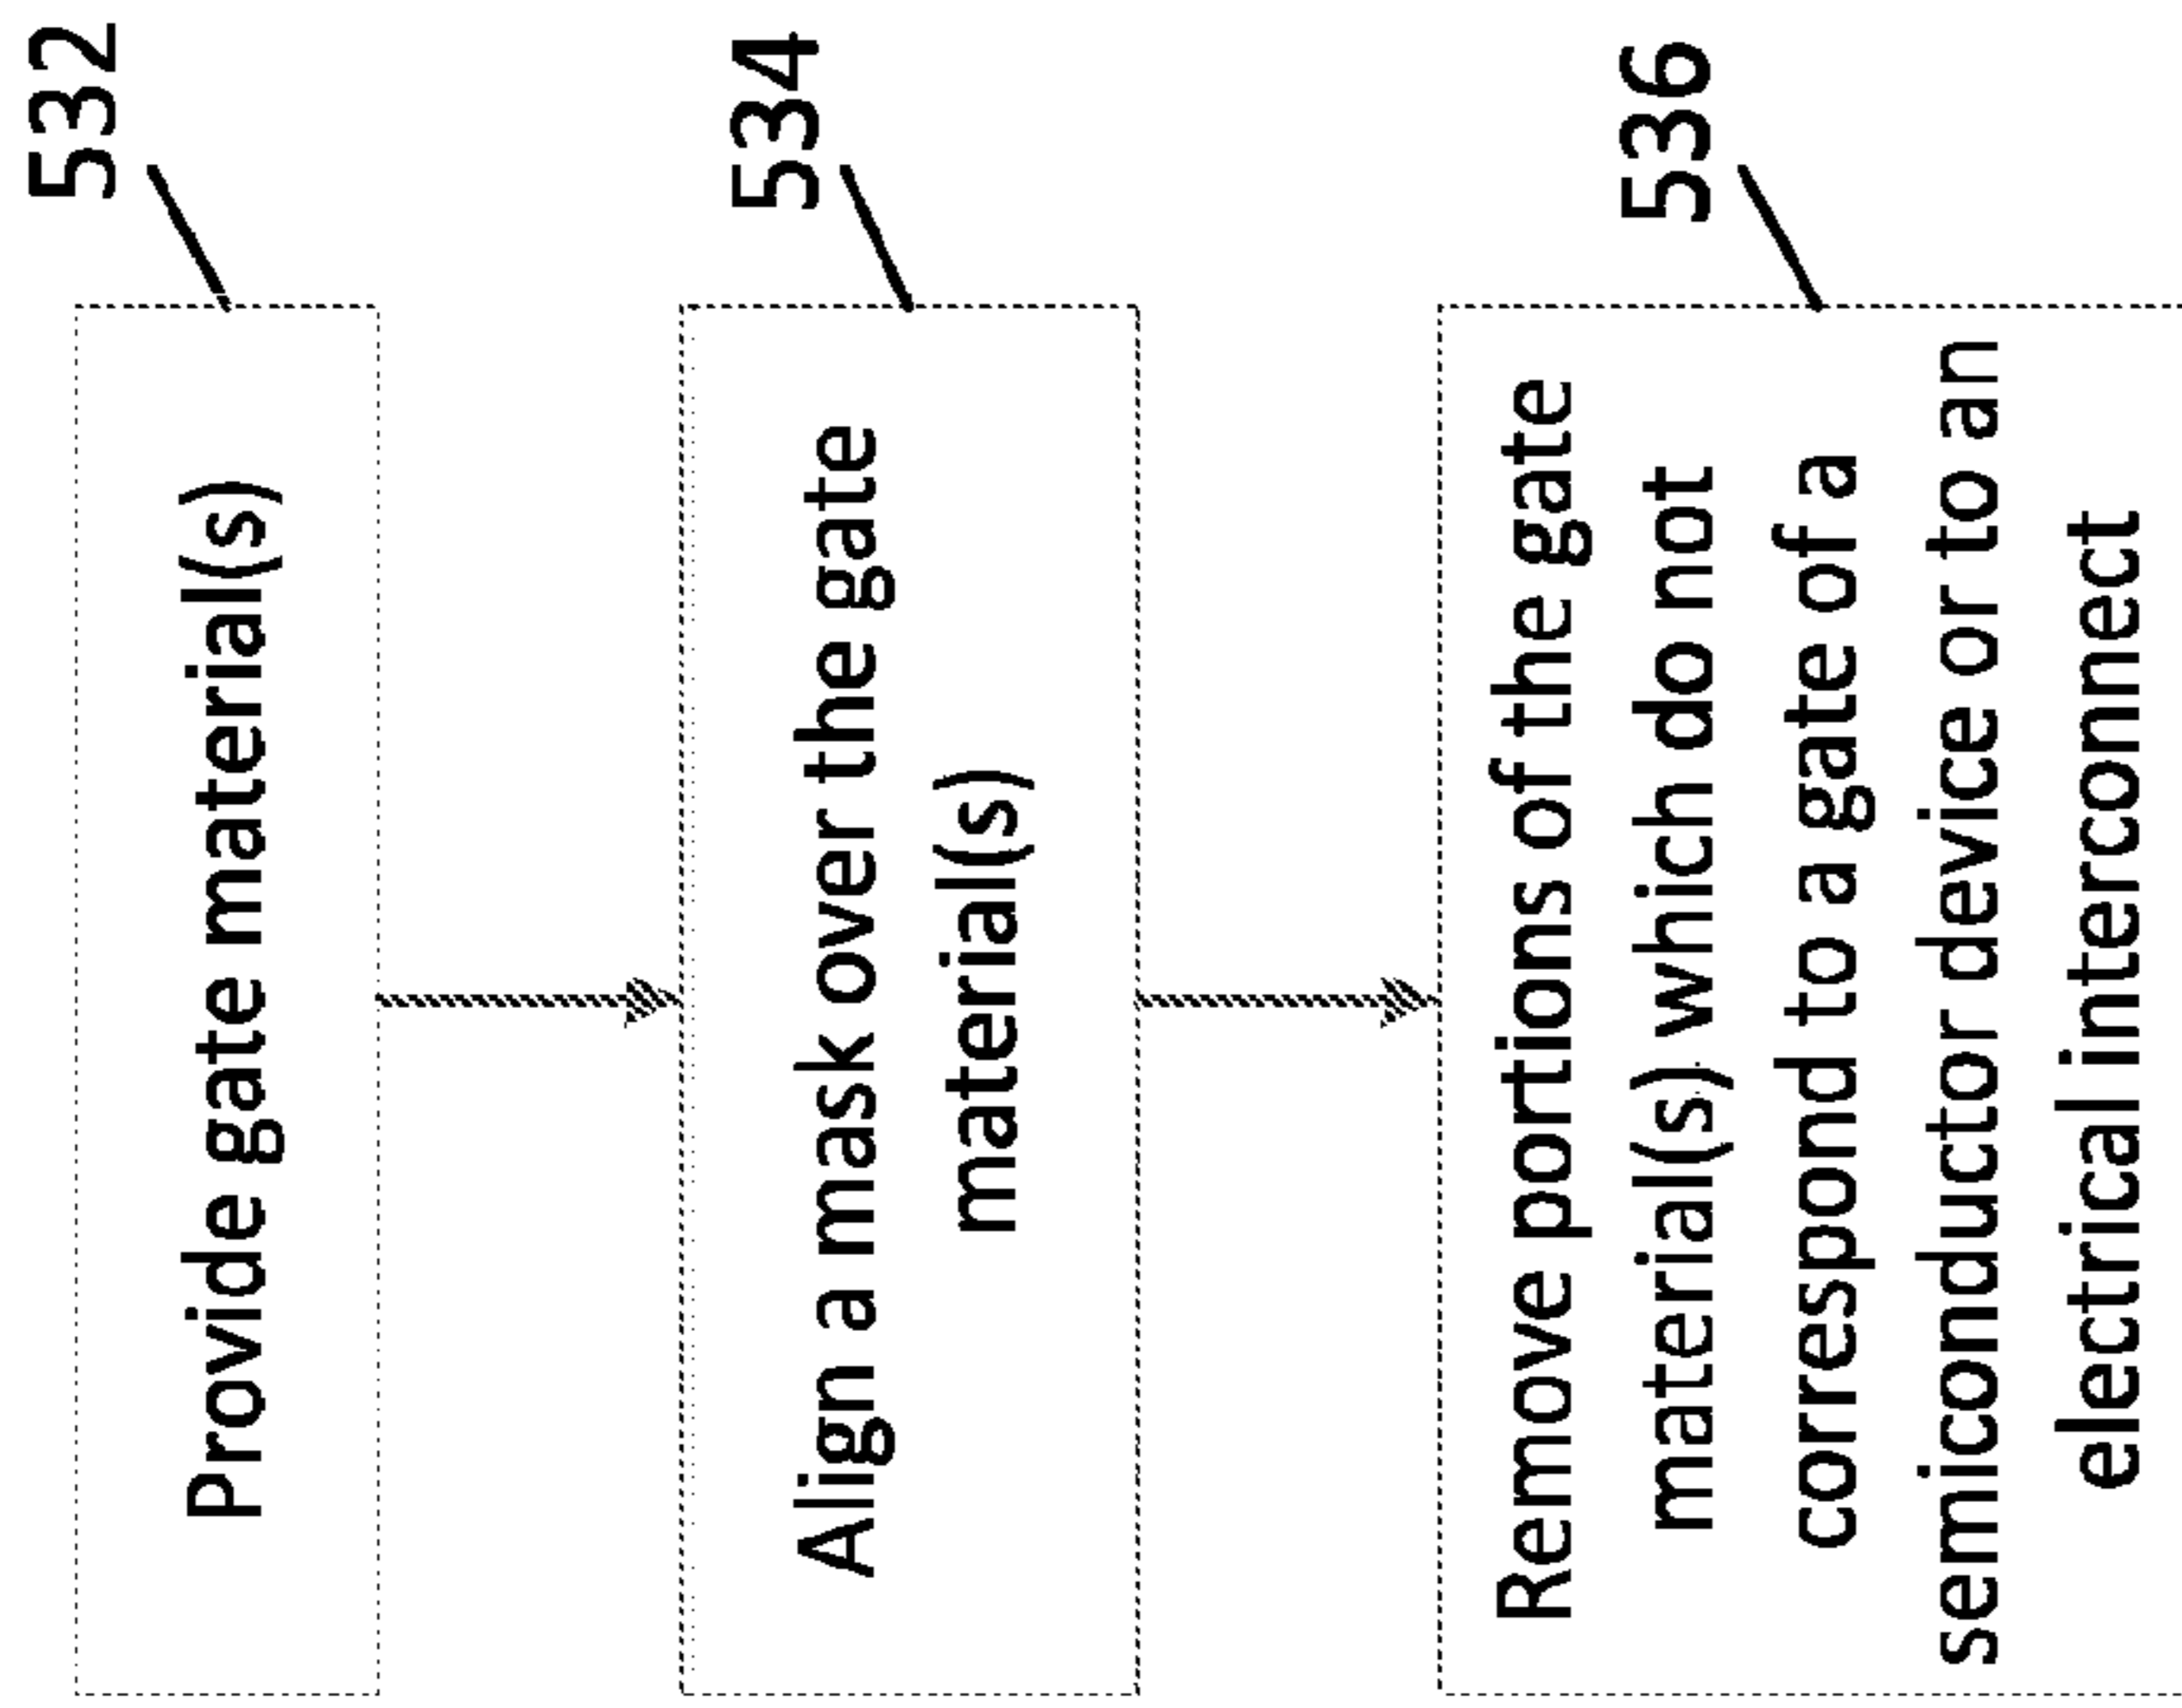 532
Provide gate material(s)
534
Align a mask over the gate
material(s)
536
Remove portions of the gate
material(s) which do not
correspond to a gate of a
semiconductor device or to an
electrical interconnect